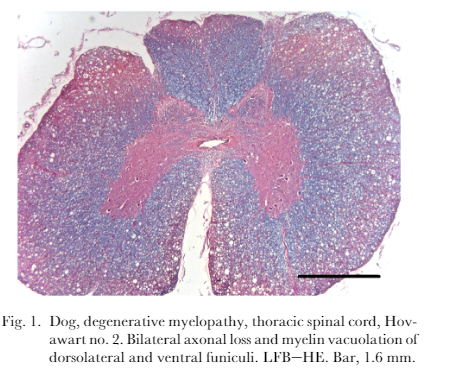 Fig. 1. Dog, degenerative myelopathy, thoracic spinal cord, Hov-
awart no. 2. Bilateral axonal loss and myelin vacuolation of
dorsolateral and ventral funiculi. LFB−HE. Bar, 1.6 mm.